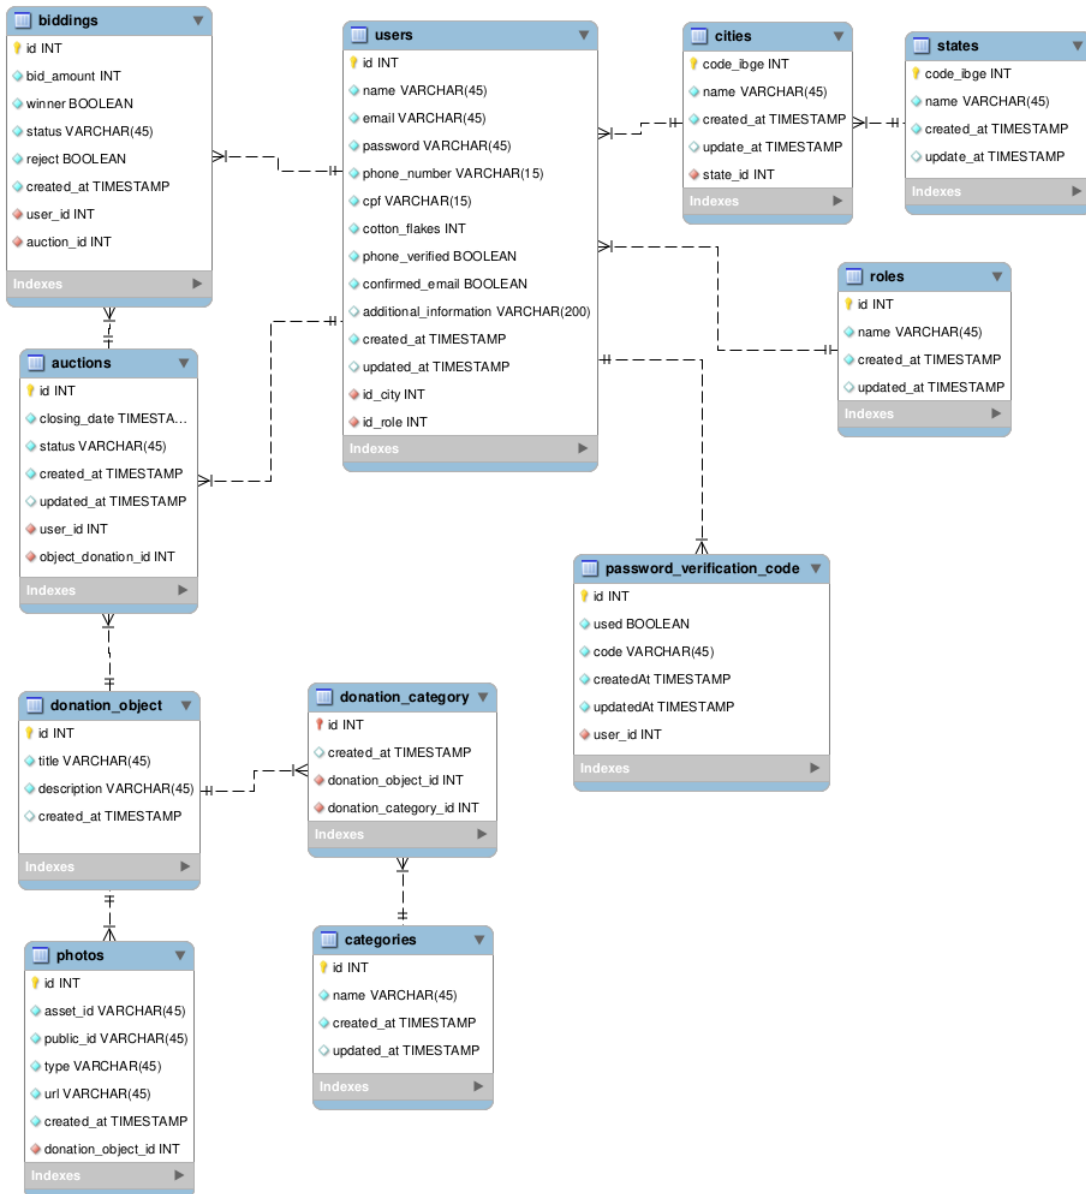 biddings
id INT
bid_amount INT
winner BOOLEAN
status VARCHAR(45)
reject BOOLEAN
created_at TIMESTAMP
user_id INT
auction_id INT
Indexes
users
id INT
name VARCHAR(45)
email VARCHAR(45)
password VARCHAR(45)
phone_number VARCHAR(15)
cpf VARCHAR(15)
cotton_flakes INT
phone_verified BOOLEAN
confirmed_email BOOLEAN
additional_information VARCHAR(200)
created_at TIMESTAMP
updated_at TIMESTAMP
id_city INT
id_role INT
Indexes
cities
code_ibge INT
name VARCHAR(45)
created_at TIMESTAMP
update_at TIMESTAMP
state_id INT
Indexes
states
code_ibge INT
name VARCHAR(45)
created_at TIMESTAMP
update_at TIMESTAMP
Indexes
roles
id INT
name VARCHAR(45)
created_at TIMESTAMP
updated_at TIMESTAMP
Indexes
auctions
id INT
closing_date TIMESTA...
status VARCHAR(45)
created_at TIMESTAMP
updated_at TIMESTAMP
user_id INT
object_donation_id INT
Indexes
password_verification_code
id INT
used BOOLEAN
code VARCHAR(45)
createdAt TIMESTAMP
updatedAt TIMESTAMP
user_id INT
Indexes
donation_object
id INT
title VARCHAR(45)
description VARCHAR(45)
created_at TIMESTAMP
Indexes
donation_category
id INT
created_at TIMESTAMP
donation_object_id INT
donation_category_id INT
Indexes
photos
id INT
asset_id VARCHAR(45)
public_id VARCHAR(45)
type VARCHAR(45)
url VARCHAR(45)
created_at TIMESTAMP
donation_object_id INT
Indexes
categories
id INT
name VARCHAR(45)
created_at TIMESTAMP
updated_at TIMESTAMP
Indexes